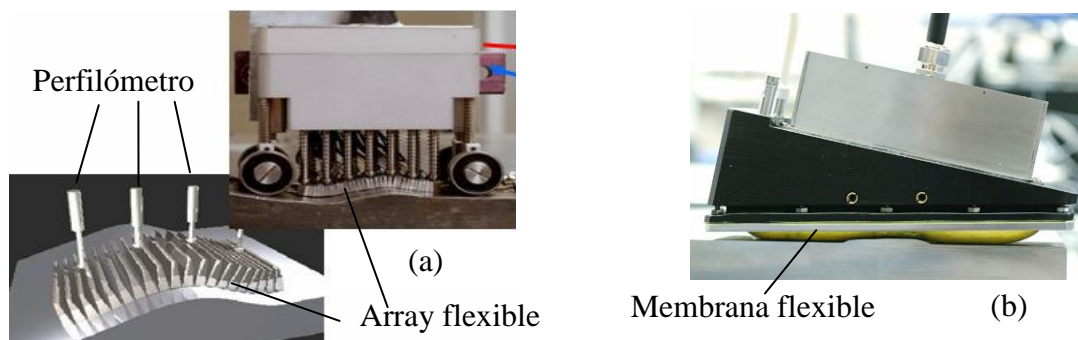 Perfilómetro
(a)
Array flexible
Membrana flexible
(b)